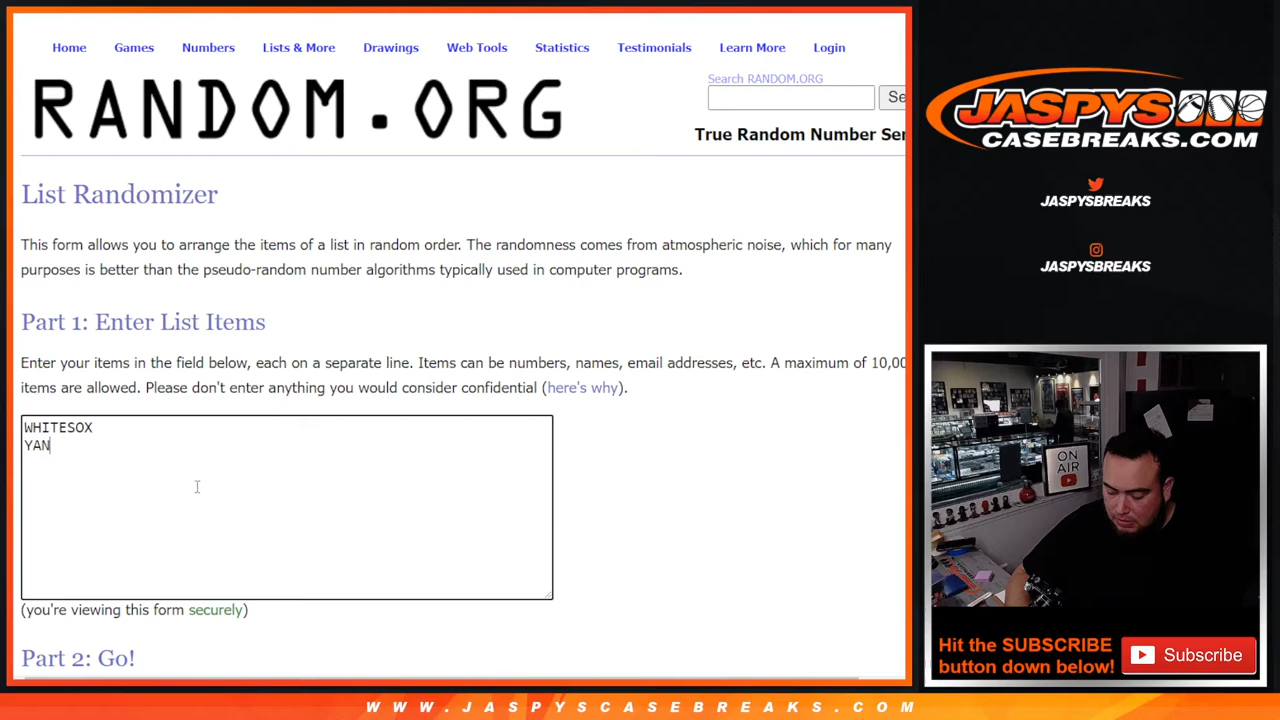 Home Games Numbers Lists & More Drawings Web Tools Statistics Testimonials Learn More Login
RANDOM.ORG
Search RANDOM.ORG
Se
True Random Number Ser
List Randomizer
This form allows you to arrange the items of a list in random order. The randomness comes from atmospheric noise, which for many
purposes is better than the pseudo-random number algorithms typically used in computer programs.
Part 1: Enter List Items
Enter your items in the field below, each on a separate line. Items can be numbers, names, email addresses, etc. A maximum of 10,00
items are allowed. Please don't enter anything you would consider confidential (here's why).
WHITESOX
YAN
(you're viewing this form securely)
Part 2: Go!
JASPYS
CASEBREAKS.COM
JASPYSBREAKS
JASPYSBREAKS
ON
AIR
Hit the SUBSCRIBE
button down below!
Subscribe
WWW.JASPYSCASEBREAKS.COM